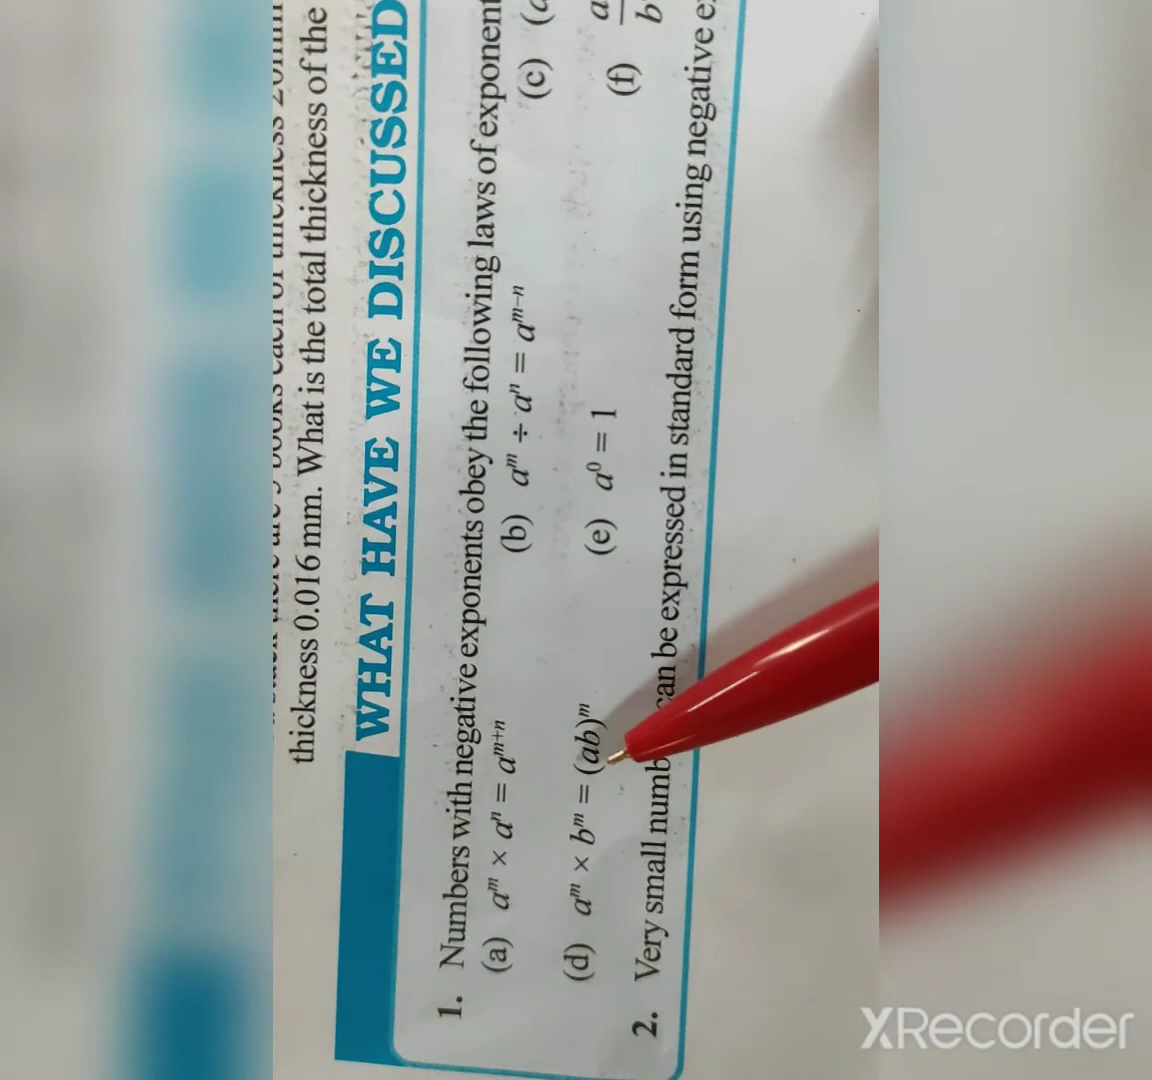 thickness 0.016 mm. What is the total thickness of the
WHAT HAVE WE DISCUSSED
1. Numbers with negative exponents obey the following laws of exponent
(a) aᵐ × aⁿ = aᵐ⁺ⁿ (b) aᵐ ÷ aⁿ = aᵐ⁻ⁿ (c) (a
(d) aᵐ × bᵐ = (ab)ᵐ (e) a⁰ = 1 (f) a
b
2. Very small numb can be expressed in standard form using negative e
XRecorder